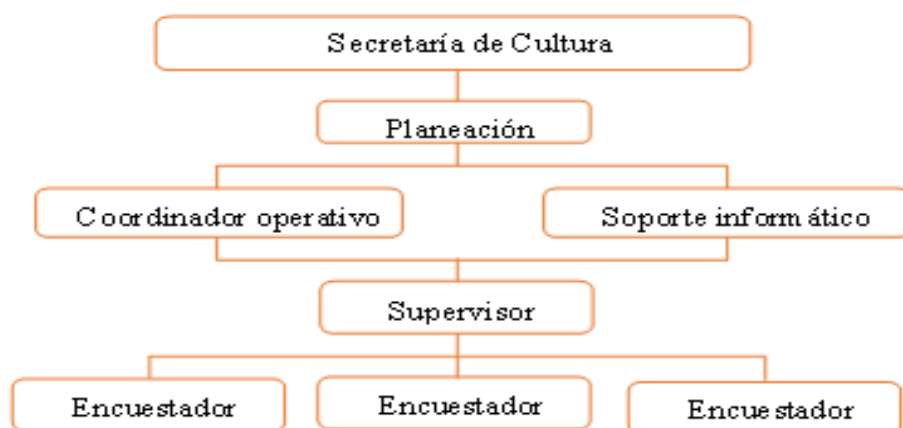 Secretaría de Cultura
Planeación
Coordinador operativo
Soporte informático
Supervisor
Encuestador
Encuestador
Encuestador